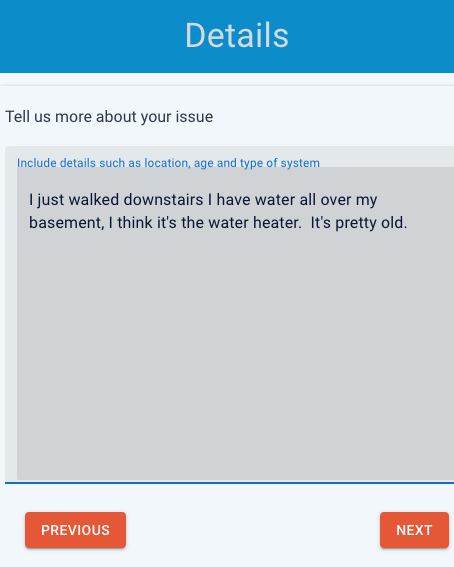 Details
Tell us more about your issue
Include details such as location, age and type of system
I just walked downstairs I have water all over my
basement, I think it's the water heater.  It's pretty old.
PREVIOUS
NEXT